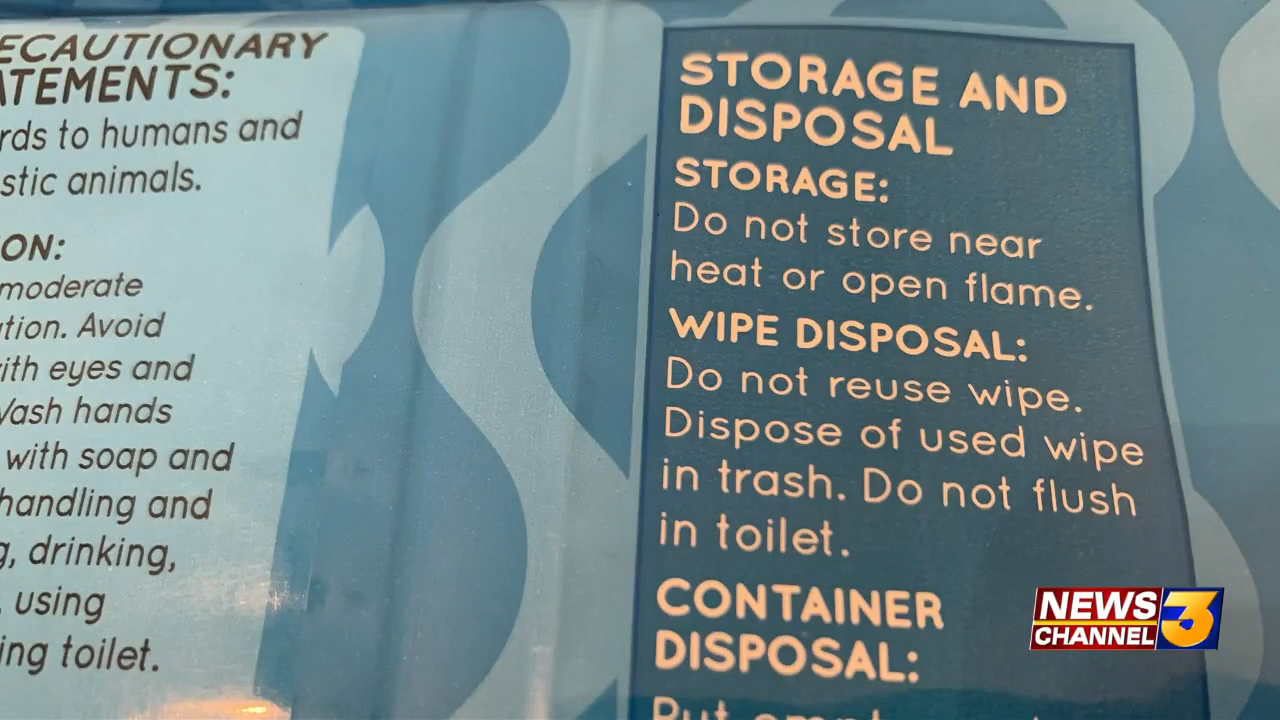 ECAUTIONARY
ATEMENTS:
rds to humans and
stic animals.
ON:
moderate
tion. Avoid
ith eyes and
Wash hands
with soap and
handling and
g, drinking,
, using
ing toilet.
STORAGE AND
DISPOSAL
STORAGE:
Do not store near
heat or open flame.
WIPE DISPOSAL:
Do not reuse wipe.
Dispose of used wipe
in trash. Do not flush
in toilet.
CONTAINER
DISPOSAL:
NEWS
CHANNEL 3